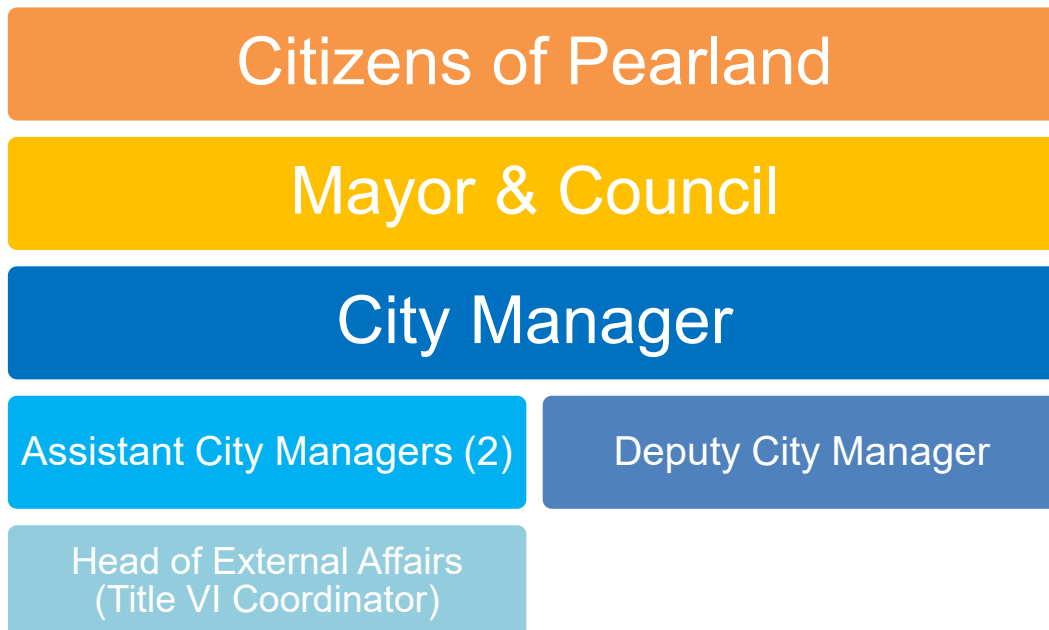 Citizens of Pearland
Mayor & Council
City Manager
Assistant City Managers (2)
Deputy City Manager
Head of External Affairs
(Title VI Coordinator)